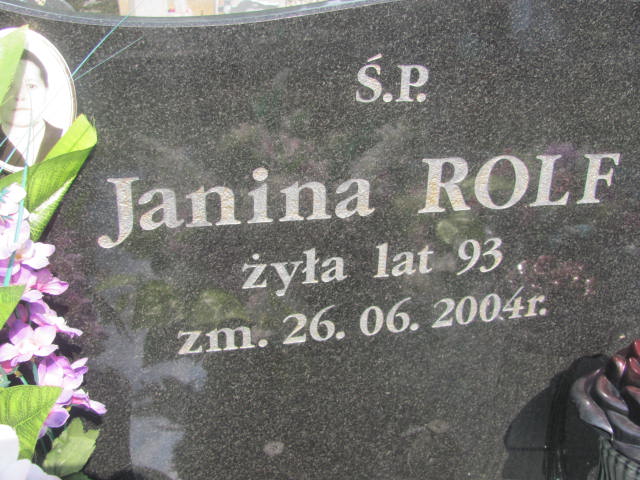 Ś.P.
Janina ROLF
żyła lat 93
zm. 26. 06. 2004r.